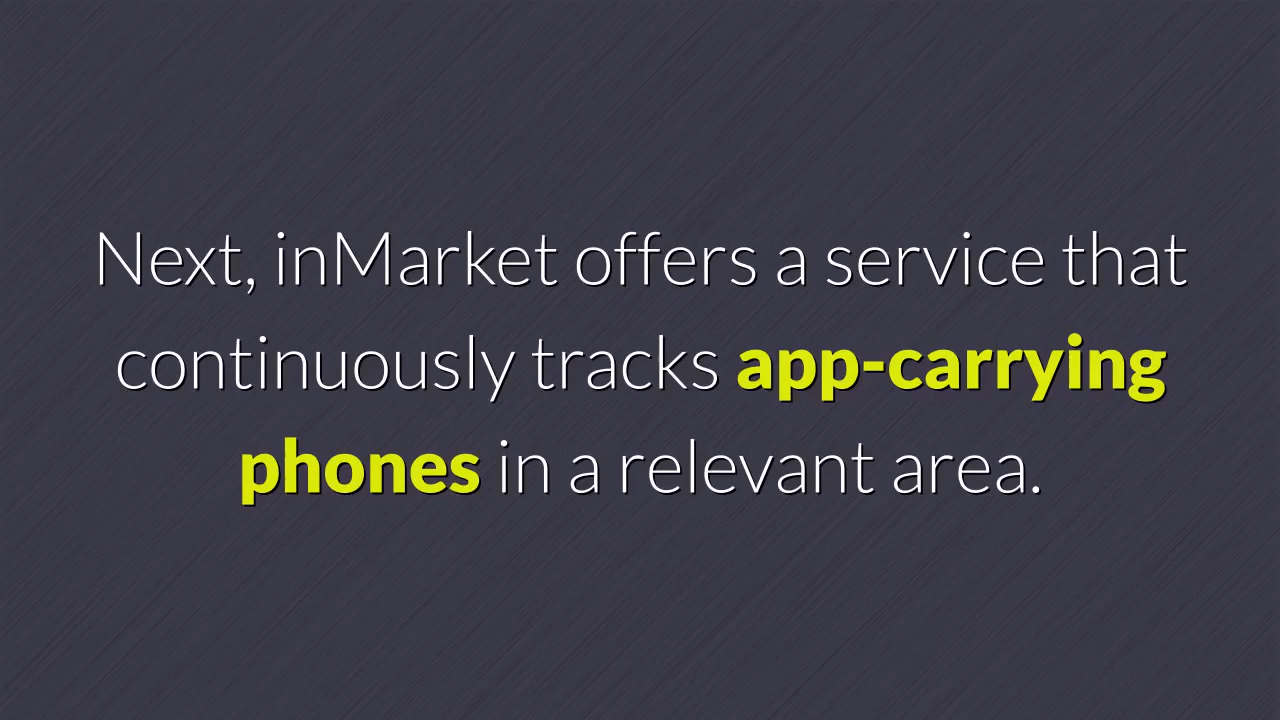 Next, inMarket offers a service that
continuously tracks app-carrying
phones in a relevant area.